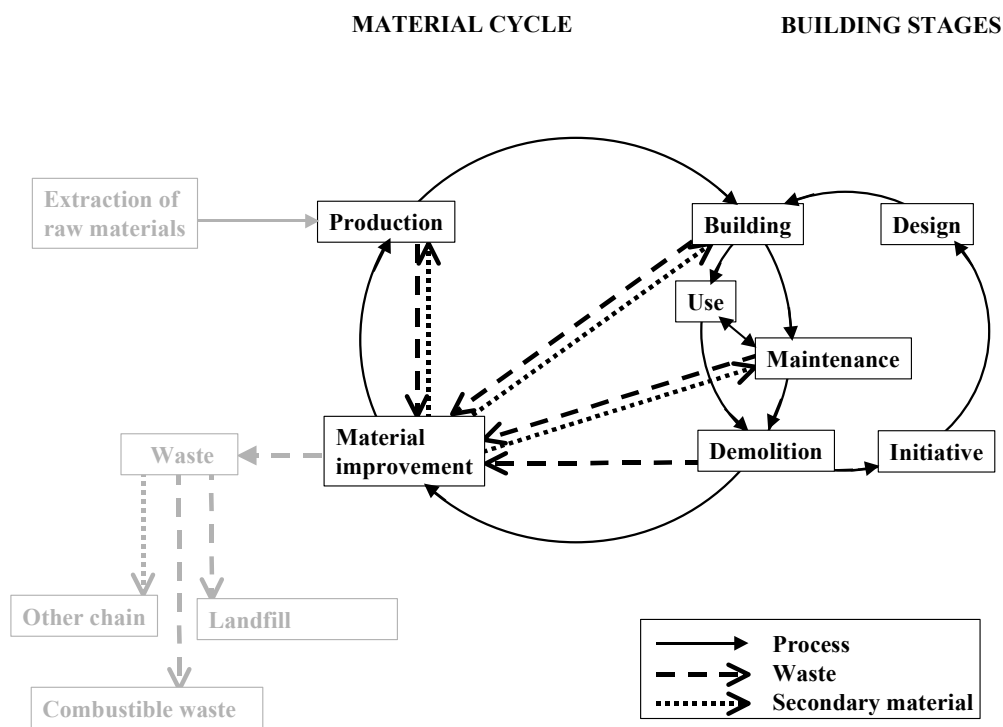 MATERIAL CYCLE
BUILDING STAGES
Extraction of
raw materials
Production
Building
Design
Use
Maintenance
Material
improvement
Demolition
Initiative
Waste
Other chain
Landfill
Combustible waste
Process
Waste
Secondary material